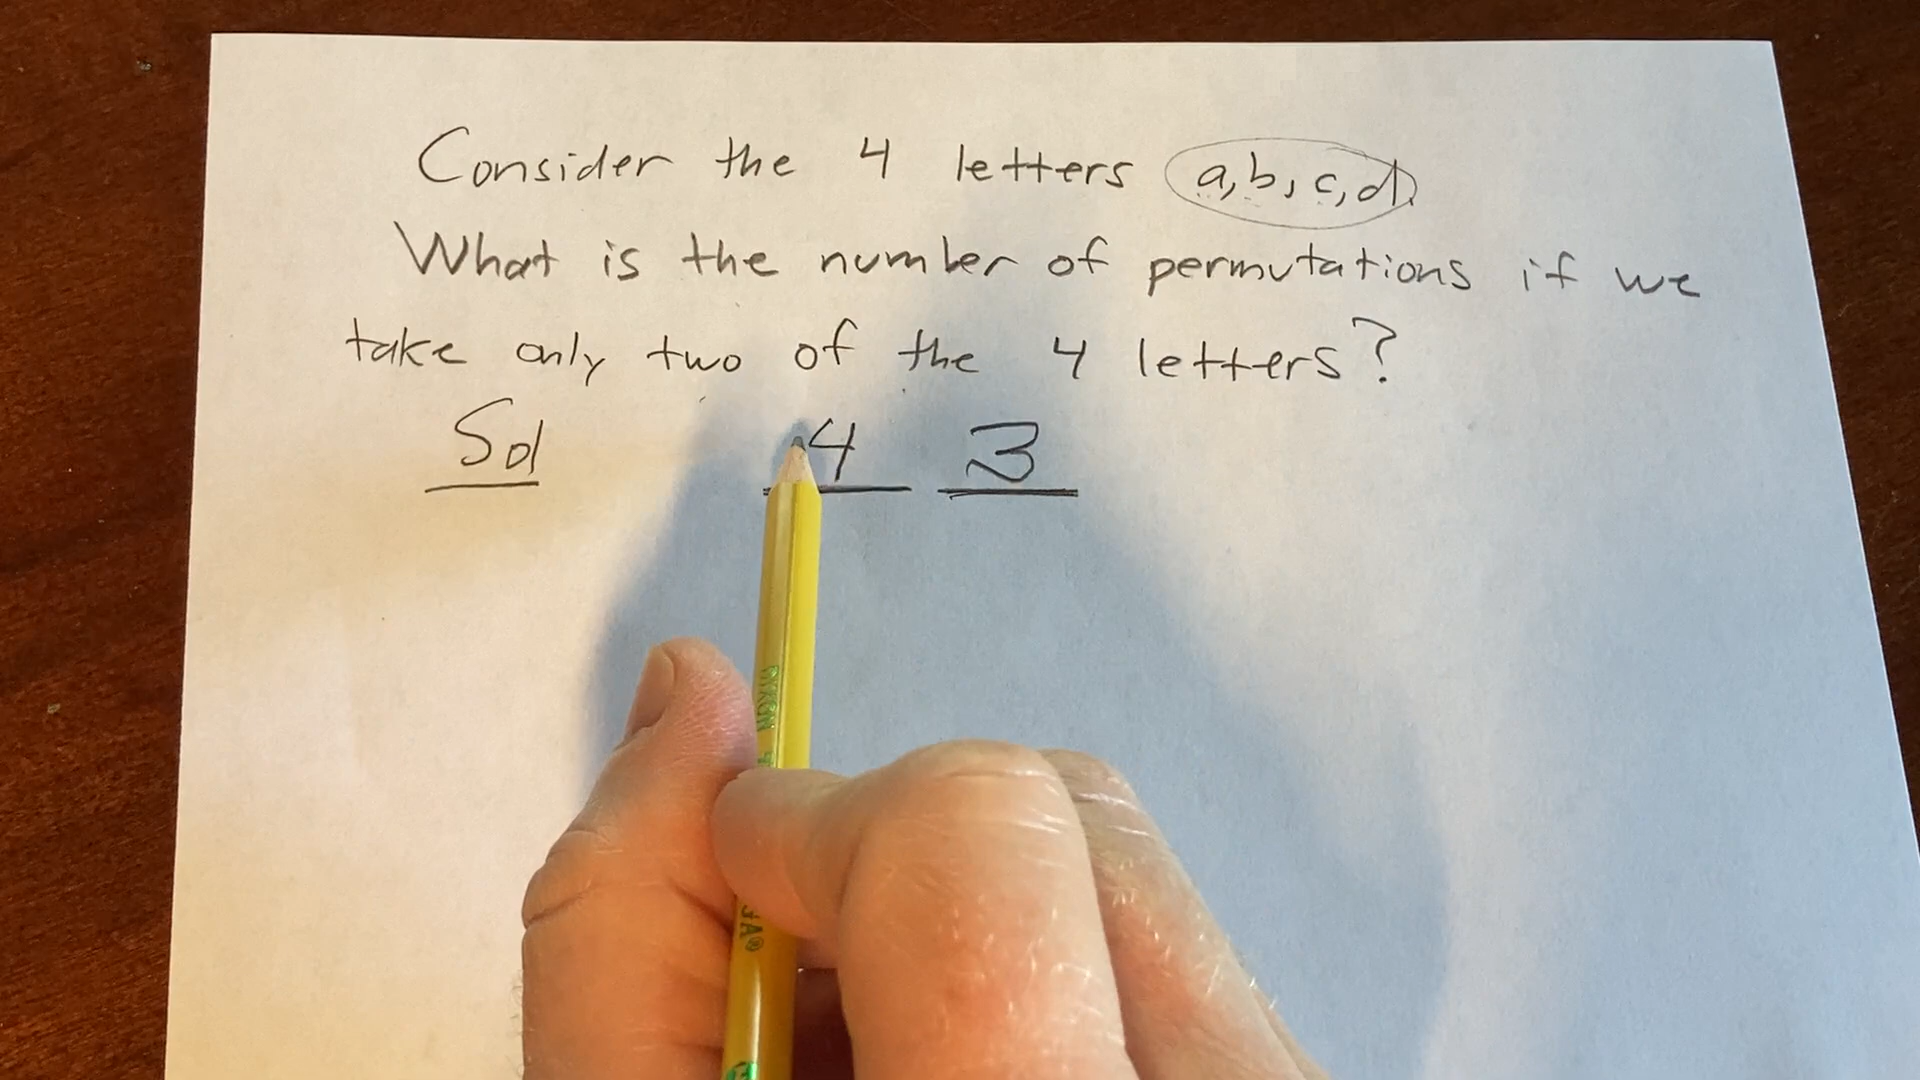 Consider the 4 letters a, b, c, d.
What is the number of permutations if we
take only two of the 4 letters?
Sol 4 3